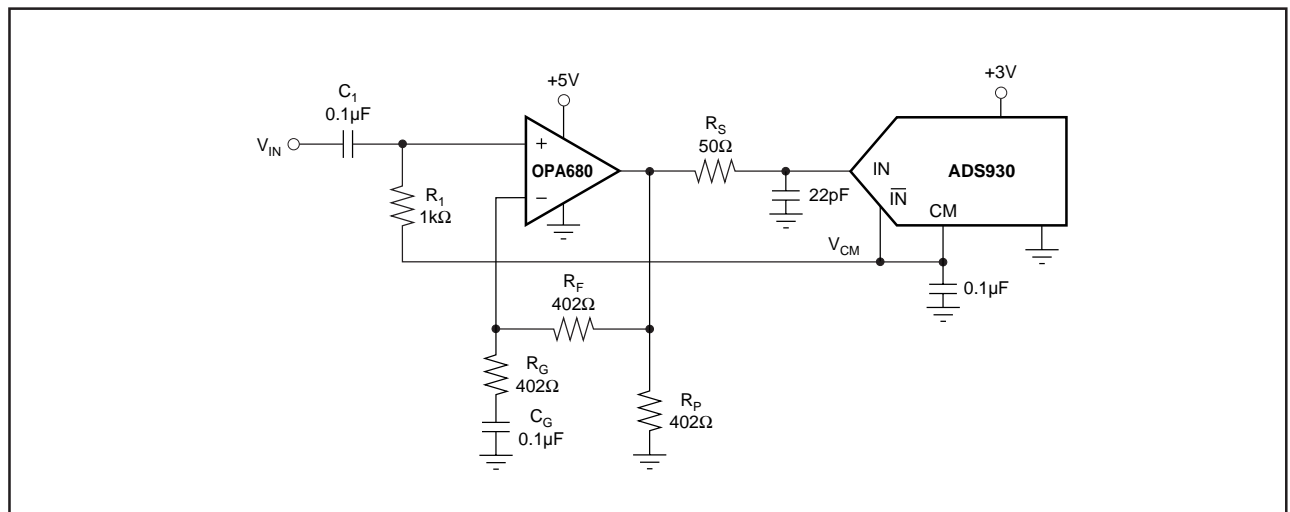 +5V
+3V
C1
0.1µF
VIN
RS
50Ω
+
OPA680
–
IN
ADS930
IN
22pF
CM
R1
1kΩ
VCM
0.1µF
RF
402Ω
RG
402Ω
RP
402Ω
CG
0.1µF